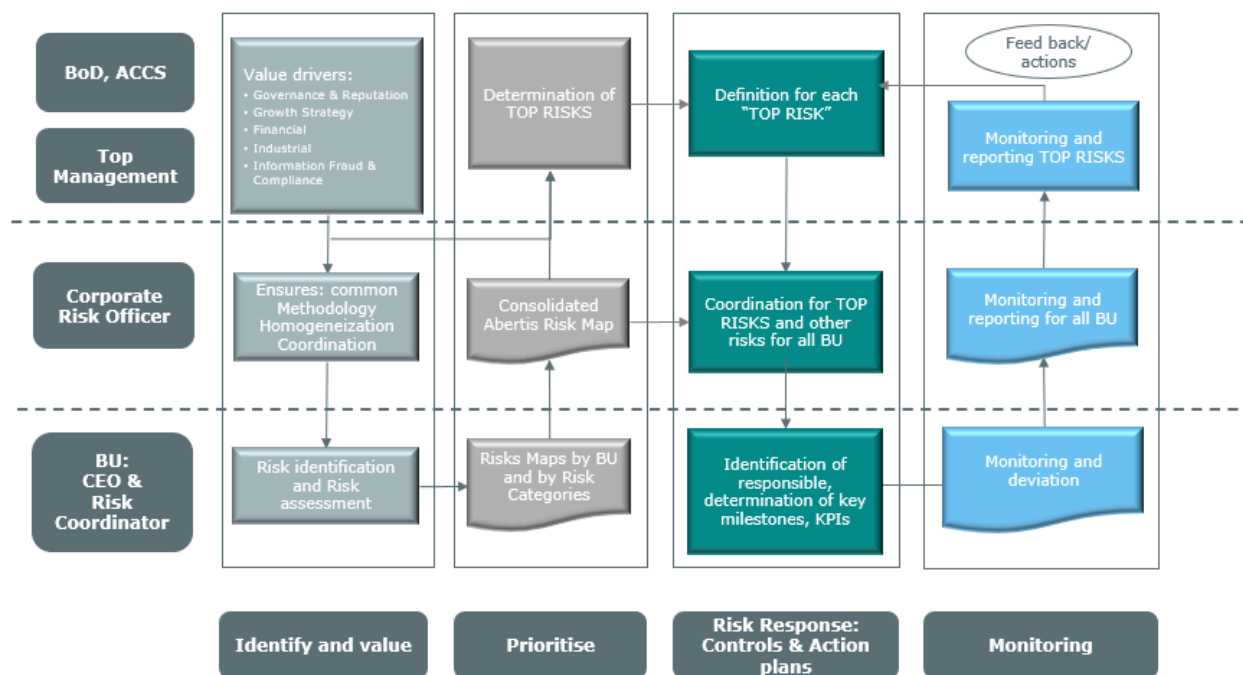 BoD, ACCS
Top
Management
Corporate
Risk Officer
BU:
CEO &
Risk
Coordinator
Value drivers:
• Governance & Reputation
• Growth Strategy
• Financial
• Industrial
• Information Fraud &
Compliance
Ensures: common
Methodology
Homogeneization
Coordination
Risk identification
and Risk
assessment
Identify and value
Determination of
TOP RISKS
Consolidated
Abertis Risk Map
Risks Maps by BU
and by Risk
Categories
Prioritise
Definition for each
“TOP RISK”
Coordination for TOP
RISKS and other
risks for all BU
Identification of
responsible,
determination of key
milestones, KPIs
Risk Response:
Controls & Action
plans
Feed back/
actions
Monitoring and
reporting TOP RISKS
Monitoring and
reporting for all BU
Monitoring and
deviation
Monitoring